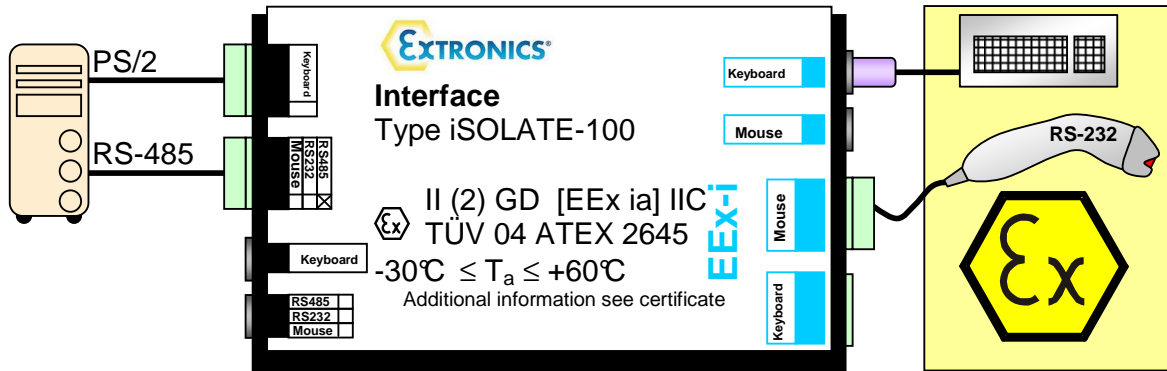 PS/2
RS-485
Keyboard
RS485
RS232
Mouse
Keyboard
RS485
RS232
Mouse
EXTRONICS®
Interface
Type iSOLATE-100
Ex II (2) GD [EEx ia] IIC
TÜV 04 ATEX 2645
-30°C ≤ Ta ≤ +60°C
Additional information see certificate
EEx-i
Keyboard
Mouse
Mouse
Keyboard
RS-232
Ex